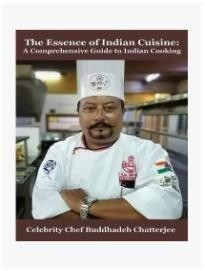 The Essence of Indian Cuisine:
A Comprehensive Guide to Indian Cooking
Celebrity Chef Buddhadeb Chatterjee